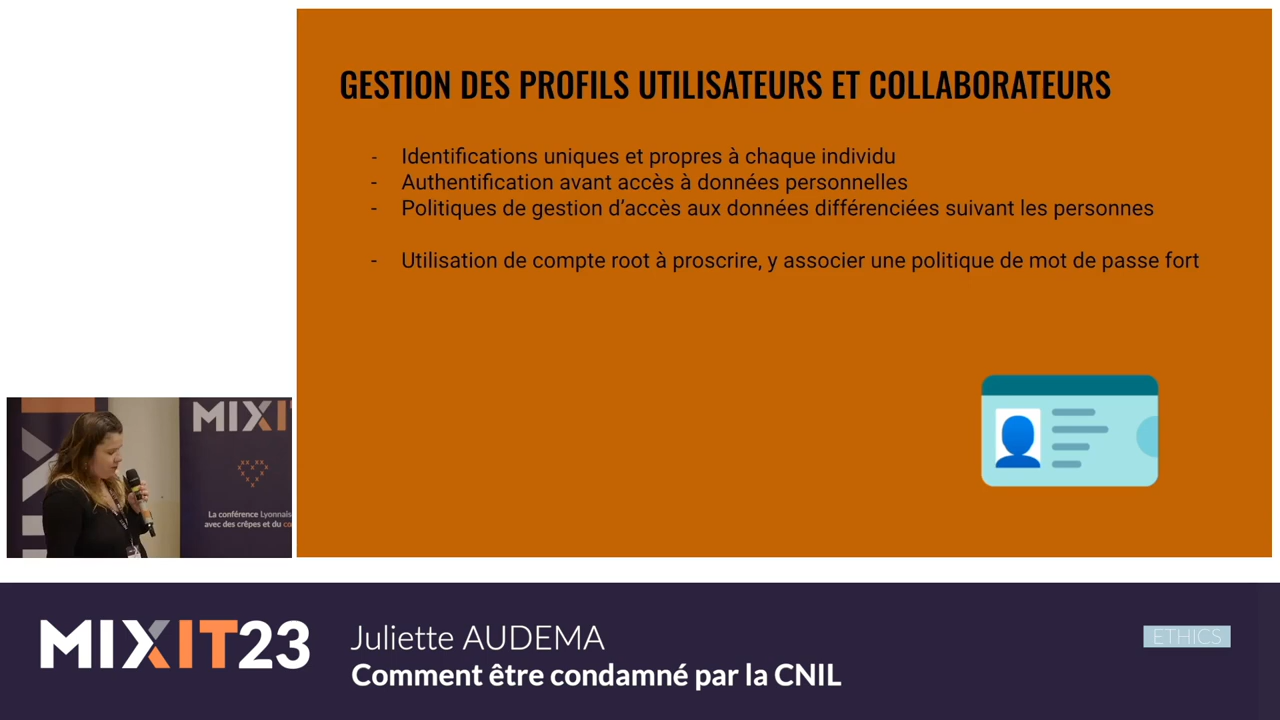 GESTION DES PROFILS UTILISATEURS ET COLLABORATEURS
- Identifications uniques et propres à chaque individu
- Authentification avant accès à données personnelles
- Politiques de gestion d’accès aux données différenciées suivant les personnes
- Utilisation de compte root à proscrire, y associer une politique de mot de passe fort
MIXIT
La conférence Lyonnais
avec des crêpes et du co
MIXIT23
Juliette AUDEMA
Comment être condamné par la CNIL
ETHICS